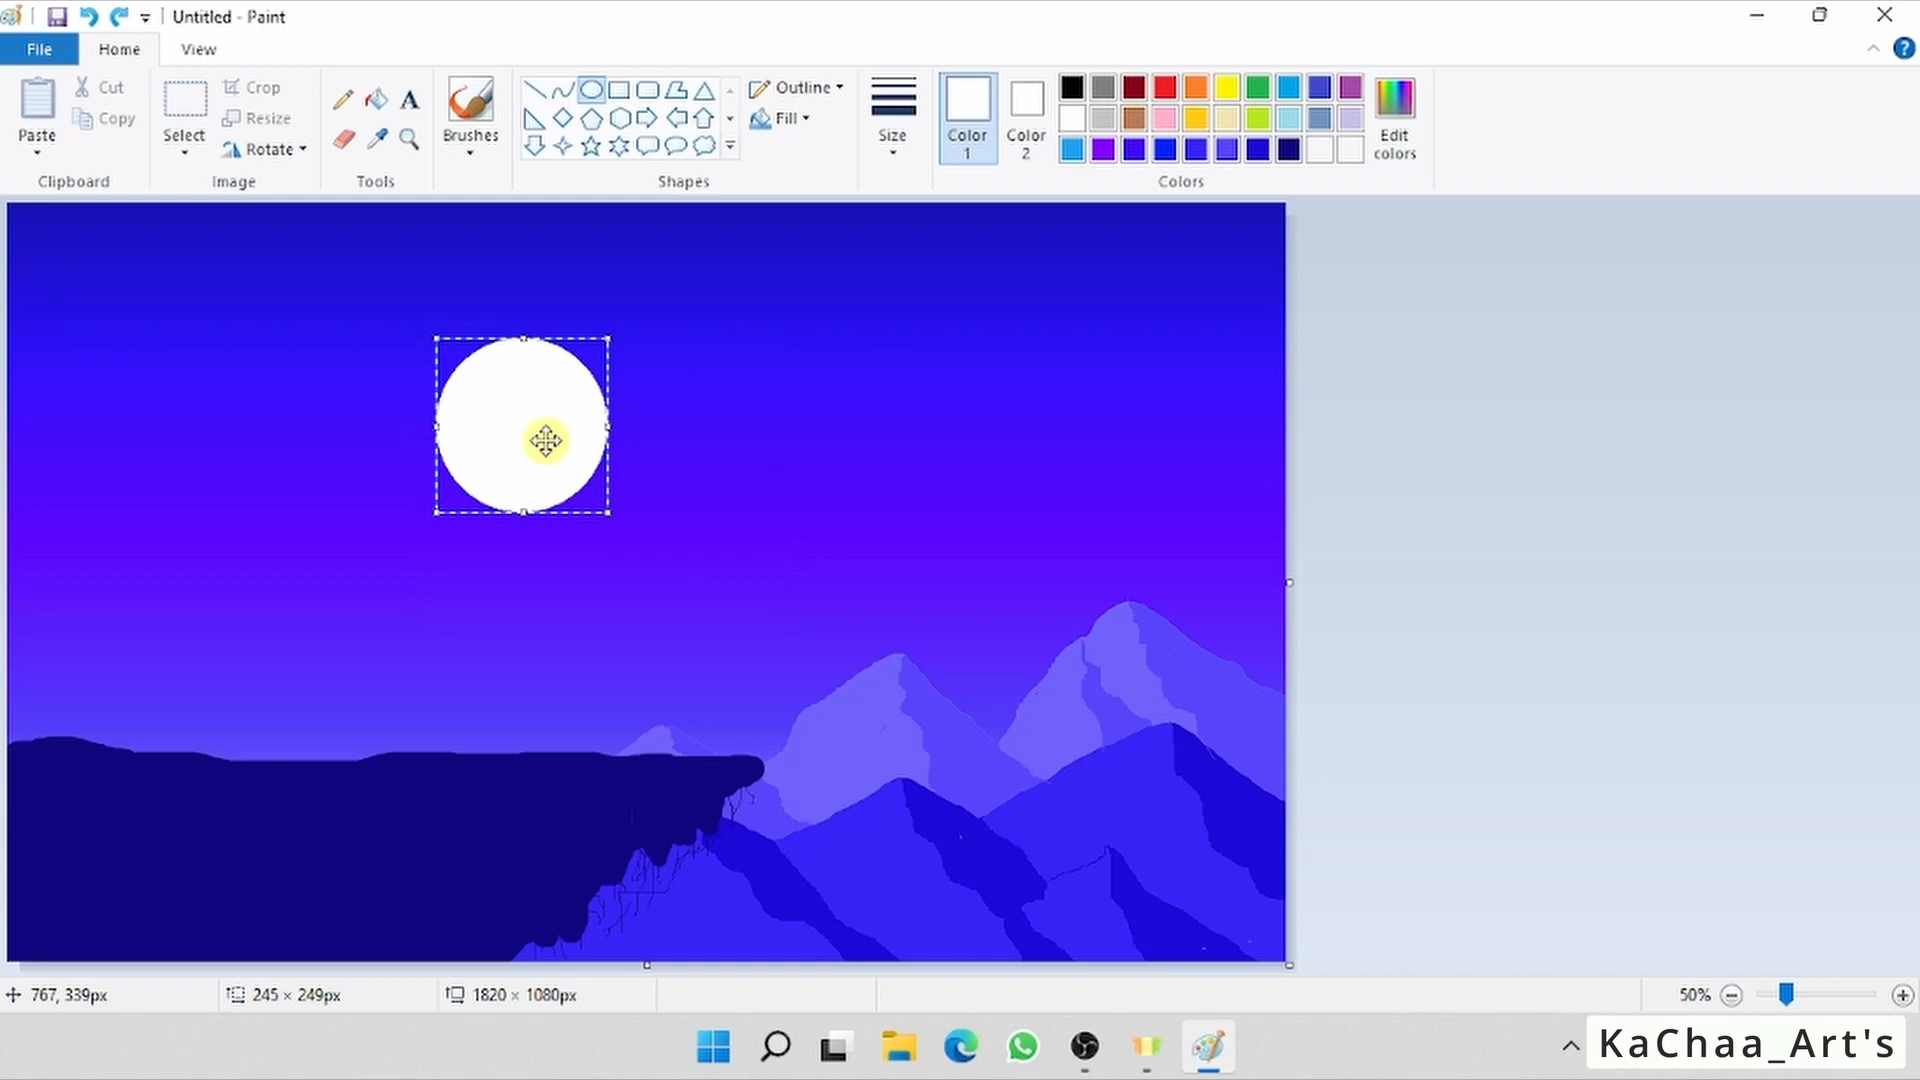 Untitled - Paint
File Home View
Paste Cut Copy
Clipboard
Select Crop Resize Rotate
Image
Tools
Brushes
Shapes
Outline
Fill
Size
Color 1
Color 2
Edit colors
Colors
767, 339px
245 × 249px
1820 × 1080px
50%
KaChaa_Art's